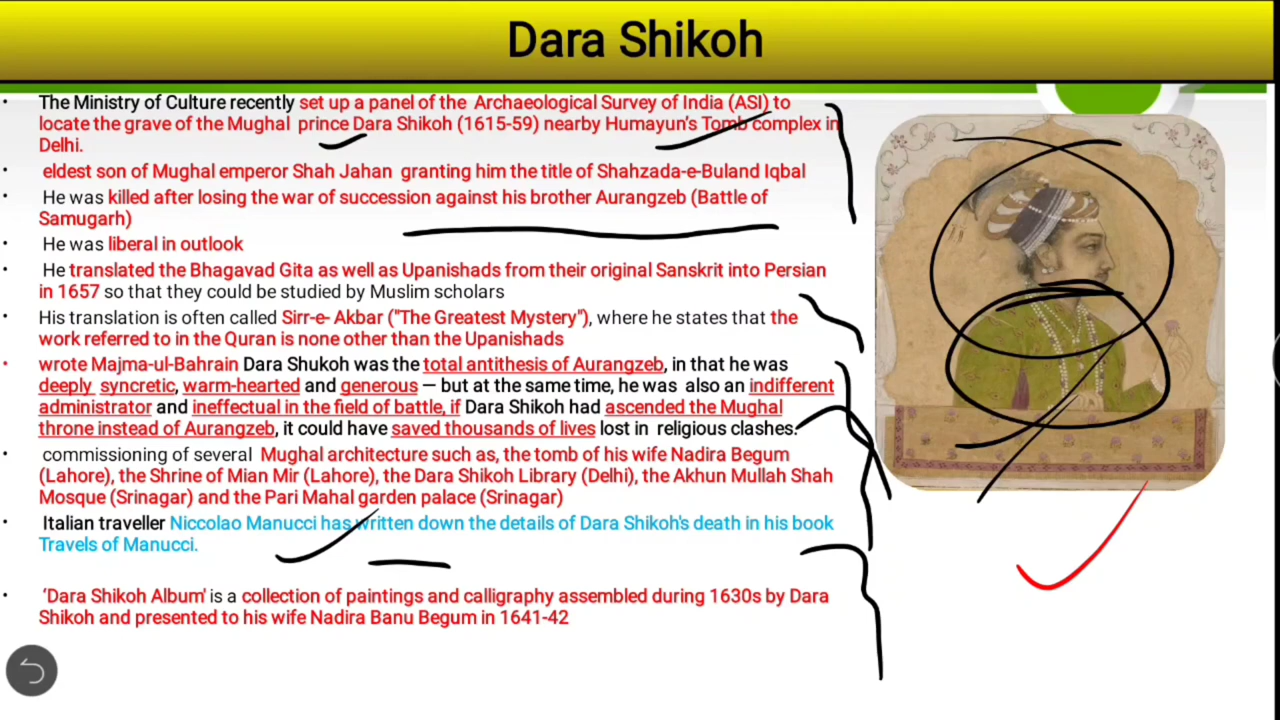 Dara Shikoh
• The Ministry of Culture recently set up a panel of the Archaeological Survey of India (ASI) to
locate the grave of the Mughal prince Dara Shikoh (1615-59) nearby Humayun's Tomb complex in
Delhi.
• eldest son of Mughal emperor Shah Jahan granting him the title of Shahzada-e-Buland Iqbal
• He was killed after losing the war of succession against his brother Aurangzeb (Battle of
Samugarh)
• He was liberal in outlook
• He translated the Bhagavad Gita as well as Upanishads from their original Sanskrit into Persian
in 1657 so that they could be studied by Muslim scholars
• His translation is often called Sirr-e- Akbar ("The Greatest Mystery"), where he states that the
work referred to in the Quran is none other than the Upanishads
• wrote Majma-ul-Bahrain Dara Shukoh was the total antithesis of Aurangzeb, in that he was
deeply syncretic, warm-hearted and generous — but at the same time, he was also an indifferent
administrator and ineffectual in the field of battle, if Dara Shikoh had ascended the Mughal
throne instead of Aurangzeb, it could have saved thousands of lives lost in religious clashes.
• commissioning of several Mughal architecture such as, the tomb of his wife Nadira Begum
(Lahore), the Shrine of Mian Mir (Lahore), the Dara Shikoh Library (Delhi), the Akhun Mullah Shah
Mosque (Srinagar) and the Pari Mahal garden palace (Srinagar)
• Italian traveller Niccolao Manucci has written down the details of Dara Shikoh's death in his book
Travels of Manucci.
• 'Dara Shikoh Album' is a collection of paintings and calligraphy assembled during 1630s by Dara
Shikoh and presented to his wife Nadira Banu Begum in 1641-42